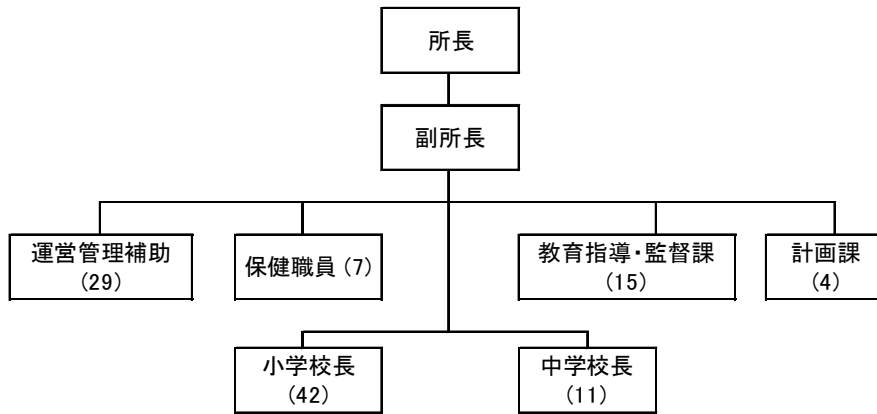 所長
副所長
運営管理補助
(29)
保健職員 (7)
教育指導・監督課
(15)
計画課
(4)
小学校長
(42)
中学校長
(11)